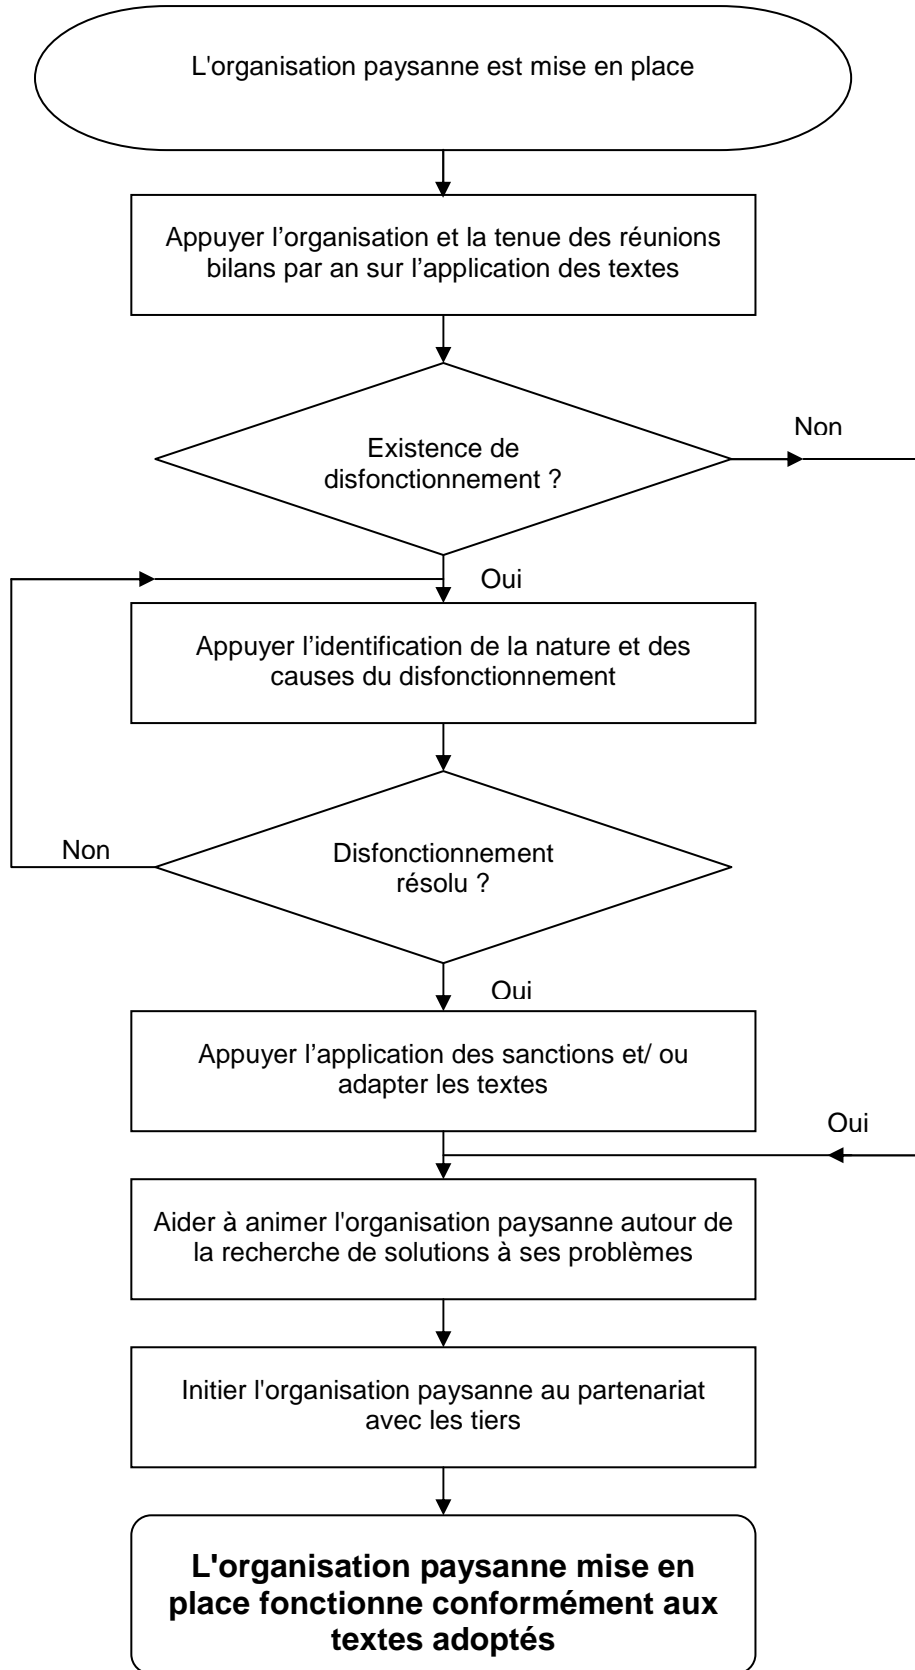 L'organisation paysanne est mise en place
Appuyer l’organisation et la tenue des réunions
bilans par an sur l’application des textes
Existence de
disfonctionnement ?
Non
Oui
Appuyer l’identification de la nature et des
causes du disfonctionnement
Non
Disfonctionnement
résolu ?
Oui
Appuyer l’application des sanctions et/ ou
adapter les textes
Oui
Aider à animer l'organisation paysanne autour de
la recherche de solutions à ses problèmes
Initier l'organisation paysanne au partenariat
avec les tiers
L'organisation paysanne mise en
place fonctionne conformément aux
textes adoptés